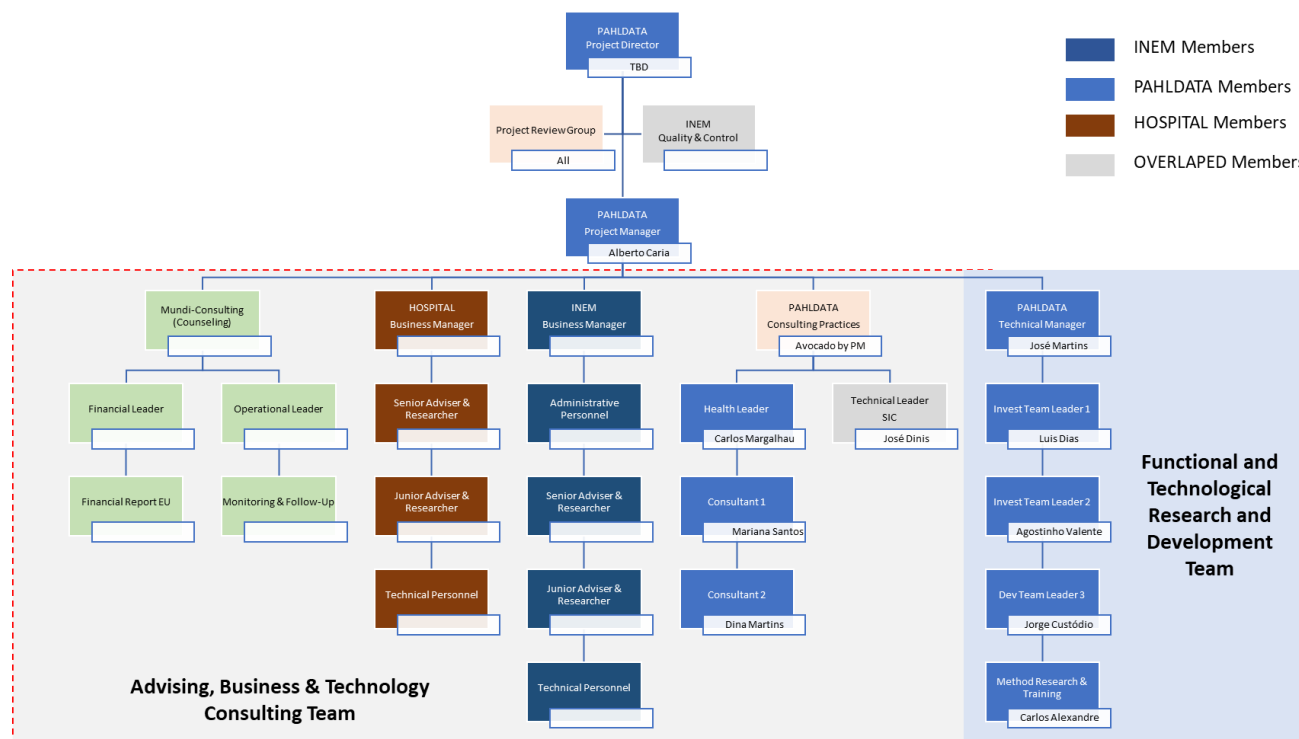 PAHLDATA
Project Director
TBD
INEM Members
PAHLDATA Members
HOSPITAL Members
OVERLAPED Members
Project Review Group
All
INEM
Quality & Control
PAHLDATA
Project Manager
Alberto Caria
Mundi-Consulting
(Counseling)
HOSPITAL
Business Manager
INEM
Business Manager
PAHLDATA
Consulting Practices
Avocado by PM
PAHLDATA
Technical Manager
José Martins
Financial Leader
Operational Leader
Senior Adviser &
Researcher
Administrative
Personnel
Health Leader
Carlos Margalhau
Technical Leader
SIC
José Dinis
Invest Team Leader 1
Luis Dias
Financial Report EU
Monitoring & Follow-Up
Junior Adviser &
Researcher
Senior Adviser &
Researcher
Consultant 1
Mariana Santos
Invest Team Leader 2
Agostinho Valente
Technical Personnel
Junior Adviser &
Researcher
Consultant 2
Dina Martins
Dev Team Leader 3
Jorge Custódio
Technical Personnel
Method Research &
Training
Carlos Alexandre
Functional and
Technological
Research and
Development
Team
Advising, Business & Technology
Consulting Team